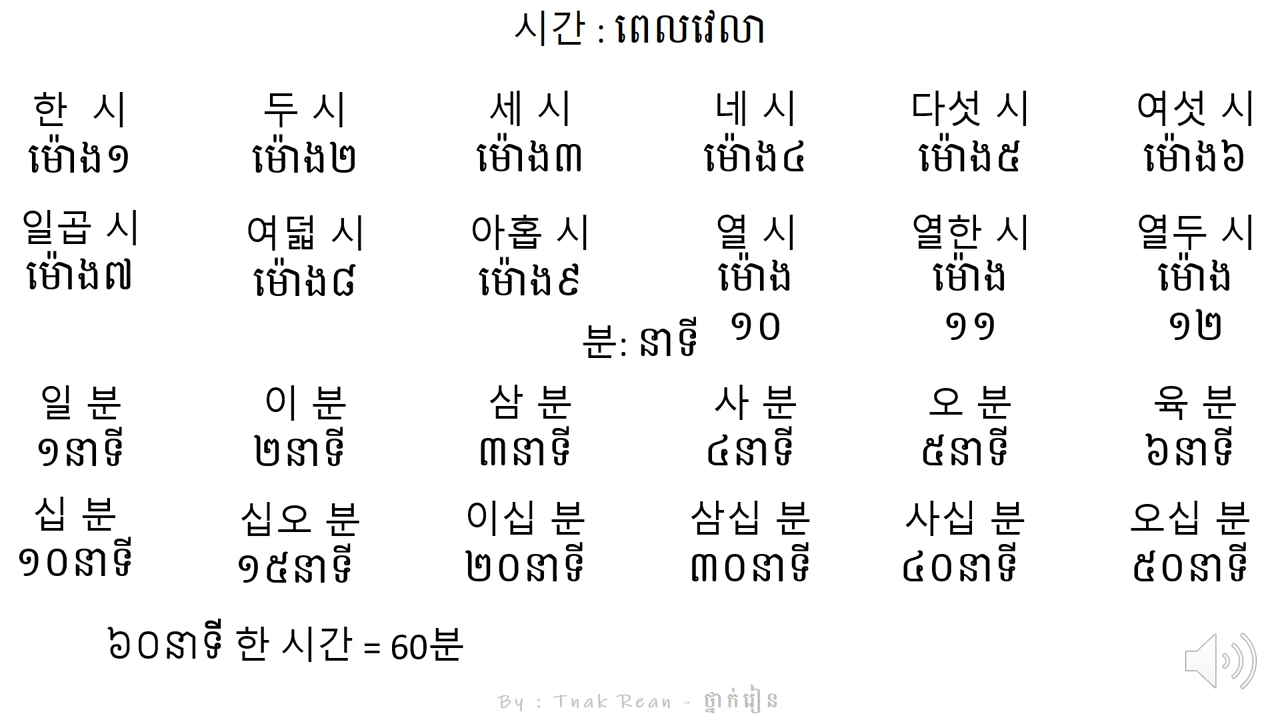 시간 : ពេលវេលា
한 시 두 시 세 시 네 시 다섯 시 여섯 시
ម៉ោង១ ម៉ោង២ ម៉ោង៣ ម៉ោង៤ ម៉ោង៥ ម៉ោង៦
일곱 시 여덟 시 아홉 시 열 시 열한 시 열두 시
ម៉ោង៧ ម៉ោង៨ ម៉ោង៩ ម៉ោង ម៉ោង ម៉ោង
១០ ១១ ១២
분: នាទី
일 분 이 분 삼 분 사 분 오 분 육 분
១នាទី ២នាទី ៣នាទី ៤នាទី ៥នាទី ៦នាទី
십 분 십오 분 이십 분 삼십 분 사십 분 오십 분
១០នាទី ១៥នាទី ២០នាទី ៣០នាទី ៤០នាទី ៥០នាទី
៦០នាទី 한 시간 = 60분
By : Tnak Rean - ថ្នាក់រៀន